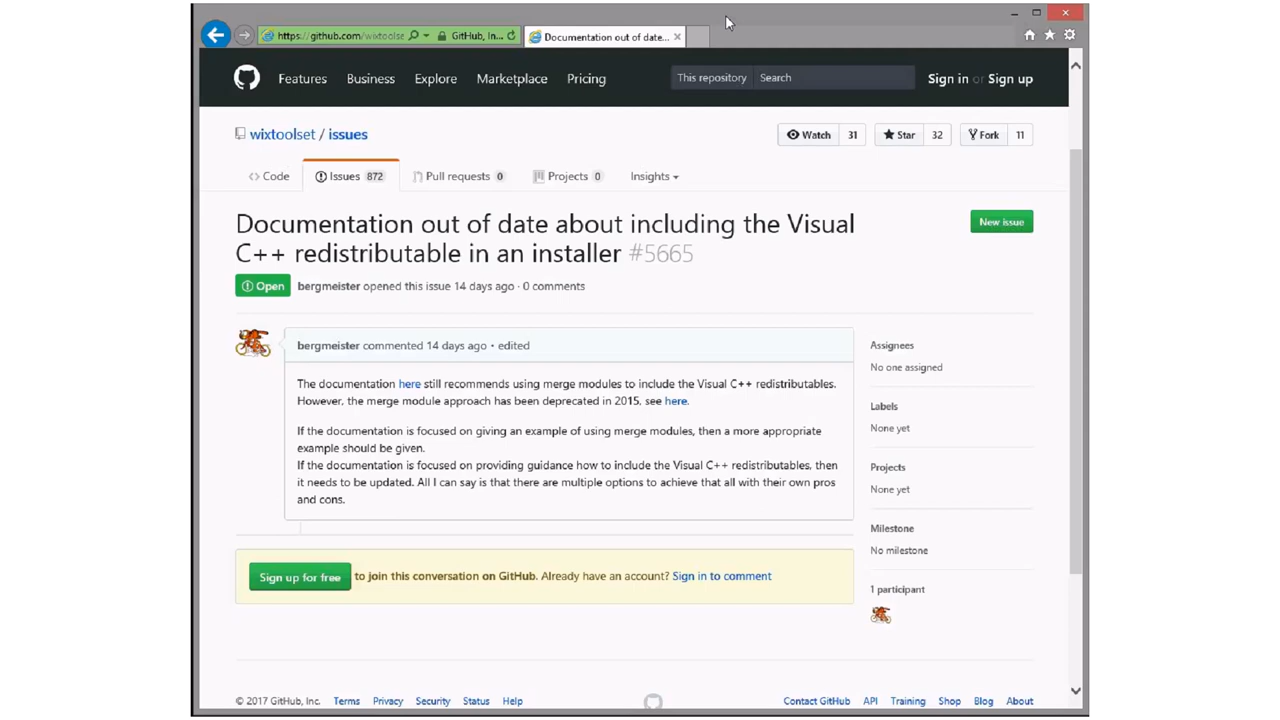 https://github.com/wixtoolse GitHub, In... Documentation out of date...
Features Business Explore Marketplace Pricing This repository Search Sign in or Sign up
wixtoolset / issues Watch 31 Star 32 Fork 11
<> Code Issues 872 Pull requests 0 Projects 0 Insights
Documentation out of date about including the Visual
C++ redistributable in an installer #5665
New issue
Open bergmeister opened this issue 14 days ago · 0 comments
bergmeister commented 14 days ago • edited
The documentation here still recommends using merge modules to include the Visual C++ redistributables.
However, the merge module approach has been deprecated in 2015, see here.
If the documentation is focused on giving an example of using merge modules, then a more appropriate
example should be given.
If the documentation is focused on providing guidance how to include the Visual C++ redistributables, then
it needs to be updated. All I can say is that there are multiple options to achieve that all with their own pros
and cons.
Assignees
No one assigned
Labels
None yet
Projects
None yet
Milestone
No milestone
1 participant
Sign up for free to join this conversation on GitHub. Already have an account? Sign in to comment
© 2017 GitHub, Inc. Terms Privacy Security Status Help Contact GitHub API Training Shop Blog About